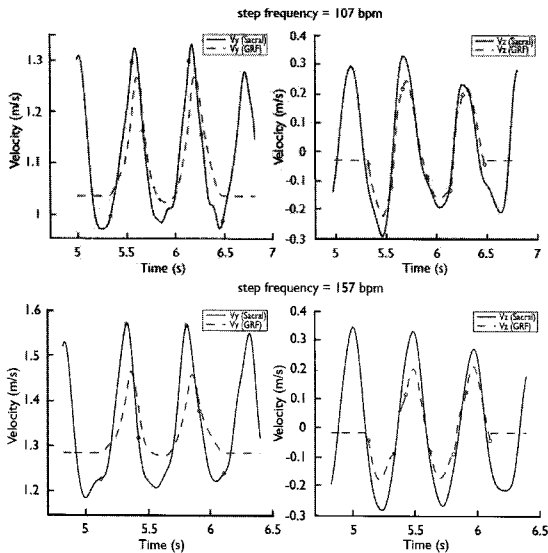 step frequency = 107 bpm
Vy (Sacral)
Vy (GRF)
1.3
1.2
1.1
1
Velocity (m/s)
5 5.5 6 6.5 7
Time (s)
Vz (Sacral)
Vz (GRF)
0.4
0.3
0.2
0.1
0
-0.1
-0.2
-0.3
Velocity (m/s)
5 5.5 6 6.5 7
Time (s)
step frequency = 157 bpm
Vy (Sacral)
Vy (GRF)
1.6
1.5
1.4
1.3
1.2
Velocity (m/s)
5 5.5 6 6.5
Time (s)
Vz (Sacral)
Vz (GRF)
0.4
0.3
0.2
0.1
0
-0.1
-0.2
-0.3
Velocity (m/s)
5 5.5 6 6.5
Time (s)